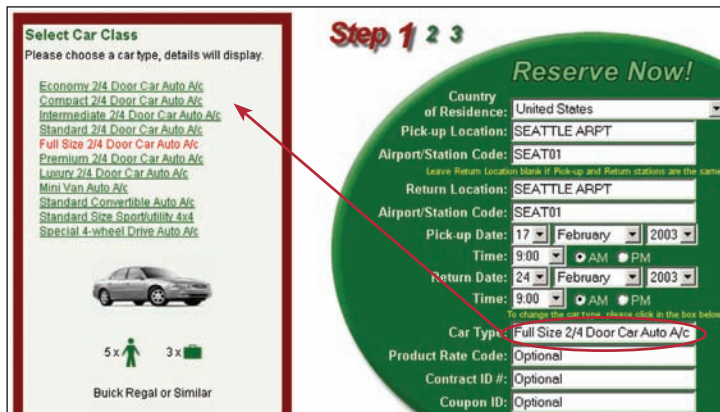 Select Car Class
Please choose a car type, details will display.
Economy 2/4 Door Car Auto A/c
Compact 2/4 Door Car Auto A/c
Intermediate 2/4 Door Car Auto A/c
Standard 2/4 Door Car Auto A/c
Full Size 2/4 Door Car Auto A/c
Premium 2/4 Door Car Auto A/c
Luxury 2/4 Door Car Auto A/c
Mini Van Auto A/c
Standard Convertible Auto A/c
Standard Size Sport/utility 4x4
Special 4-wheel Drive Auto A/c
5 x 3 x
Buick Regal or Similar
Step 1 2 3
Reserve Now!
Country
of Residence: United States
Pick-up Location: SEATTLE ARPT
Airport/Station Code: SEAT01
Leave Return Location blank if Pick-up and Return stations are the same
Return Location: SEATTLE ARPT
Airport/Station Code: SEAT01
Pick-up Date: 17 February 2003
Time: 9:00 AM PM
Return Date: 24 February 2003
Time: 9:00 AM PM
To change the car type, please click in the box below
Car Type: Full Size 2/4 Door Car Auto A/c
Product Rate Code: Optional
Contract ID #: Optional
Coupon ID: Optional